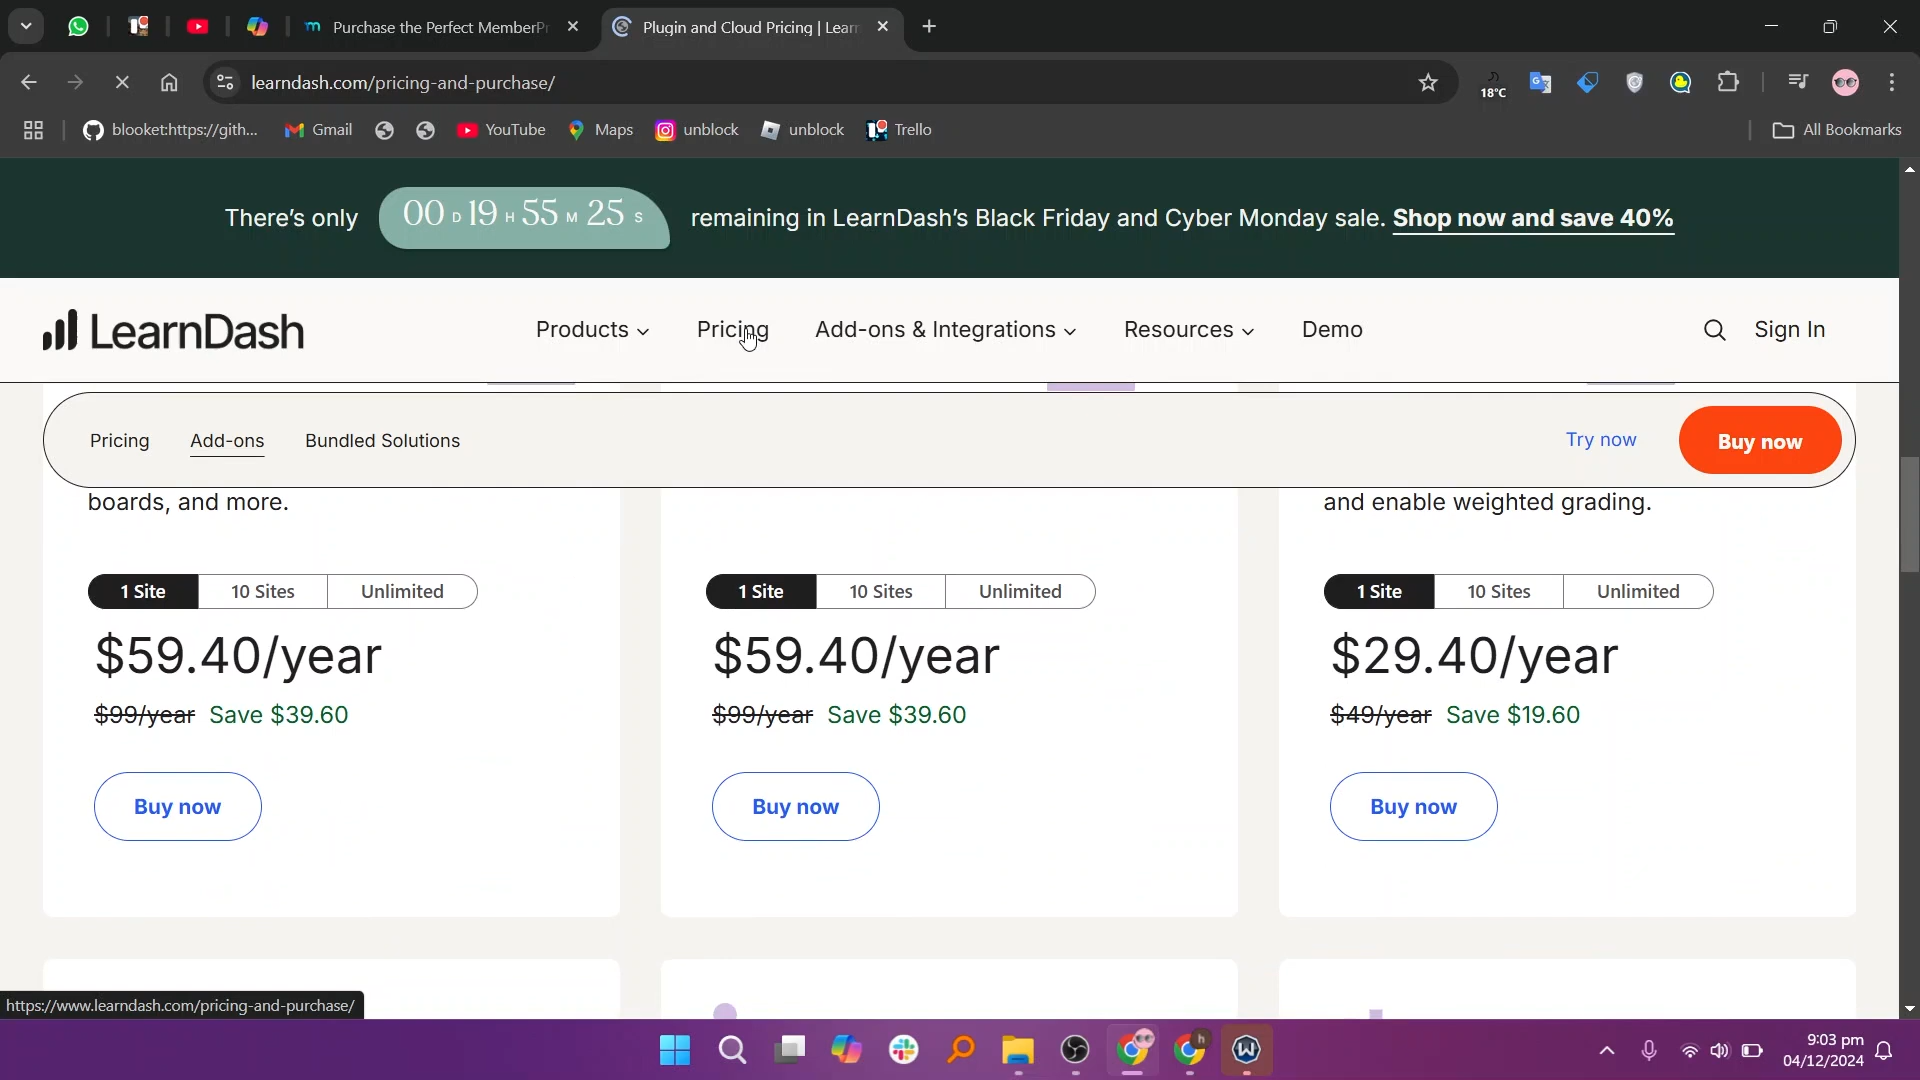 Purchase the Perfect MemberPr
Plugin and Cloud Pricing | Learn
learndash.com/pricing-and-purchase/
18°C
blooket:https://gith...
Gmail
YouTube
Maps
unblock
unblock
Trello
All Bookmarks
There's only 00 D 19 H 55 M 25 S remaining in LearnDash's Black Friday and Cyber Monday sale. Shop now and save 40%
LearnDash
Products
Pricing
Add-ons & Integrations
Resources
Demo
Sign In
Pricing
Add-ons
Bundled Solutions
Try now
Buy now
boards, and more.
and enable weighted grading.
1 Site 10 Sites Unlimited
$59.40/year
$99/year Save $39.60
Buy now
1 Site 10 Sites Unlimited
$59.40/year
$99/year Save $39.60
Buy now
1 Site 10 Sites Unlimited
$29.40/year
$49/year Save $19.60
Buy now
https://www.learndash.com/pricing-and-purchase/
9:03 pm
04/12/2024